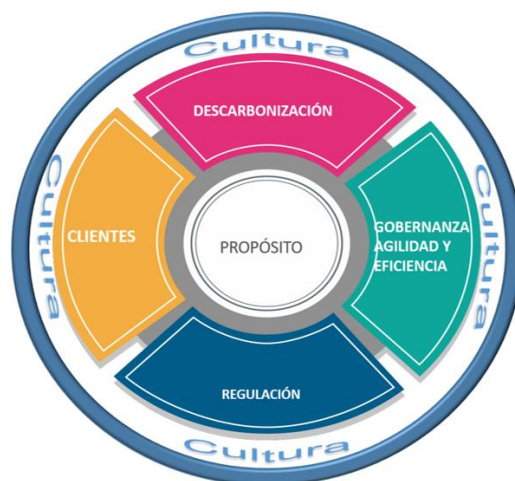 Cultura
DESCARBONIZACIÓN
Cultura
CLIENTES
PROPÓSITO
GOBERNANZA
AGILIDAD Y
EFICIENCIA
Cultura
REGULACIÓN
Cultura